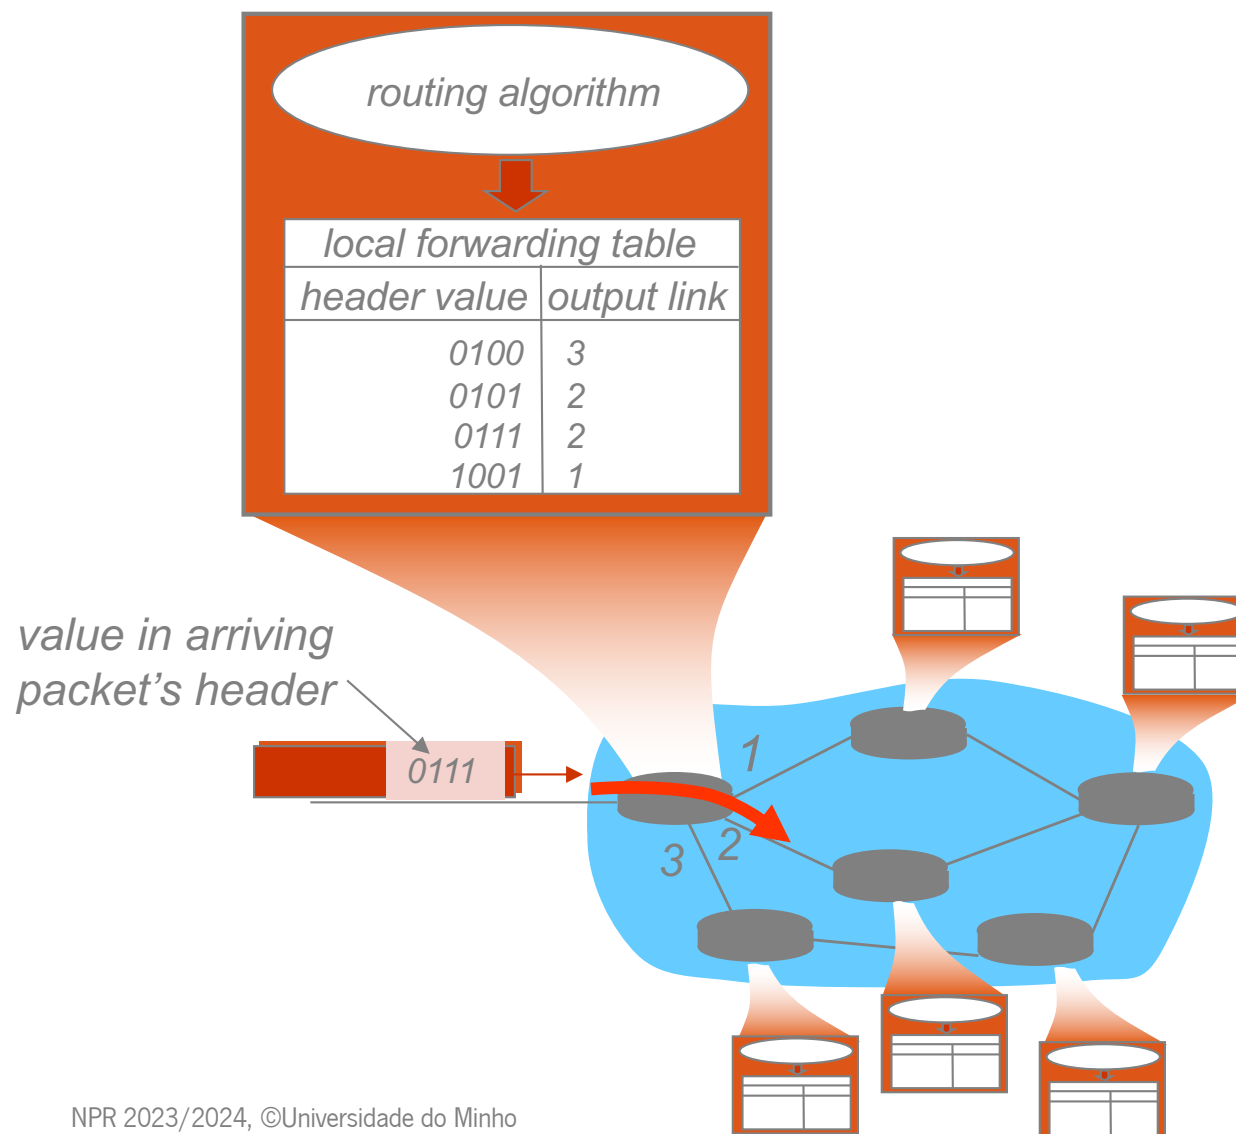 routing algorithm
local forwarding table
header value output link
0100 3
0101 2
0111 2
1001 1
value in arriving
packet’s header
0111
1
2
3
NPR 2023/2024, ©Universidade do Minho